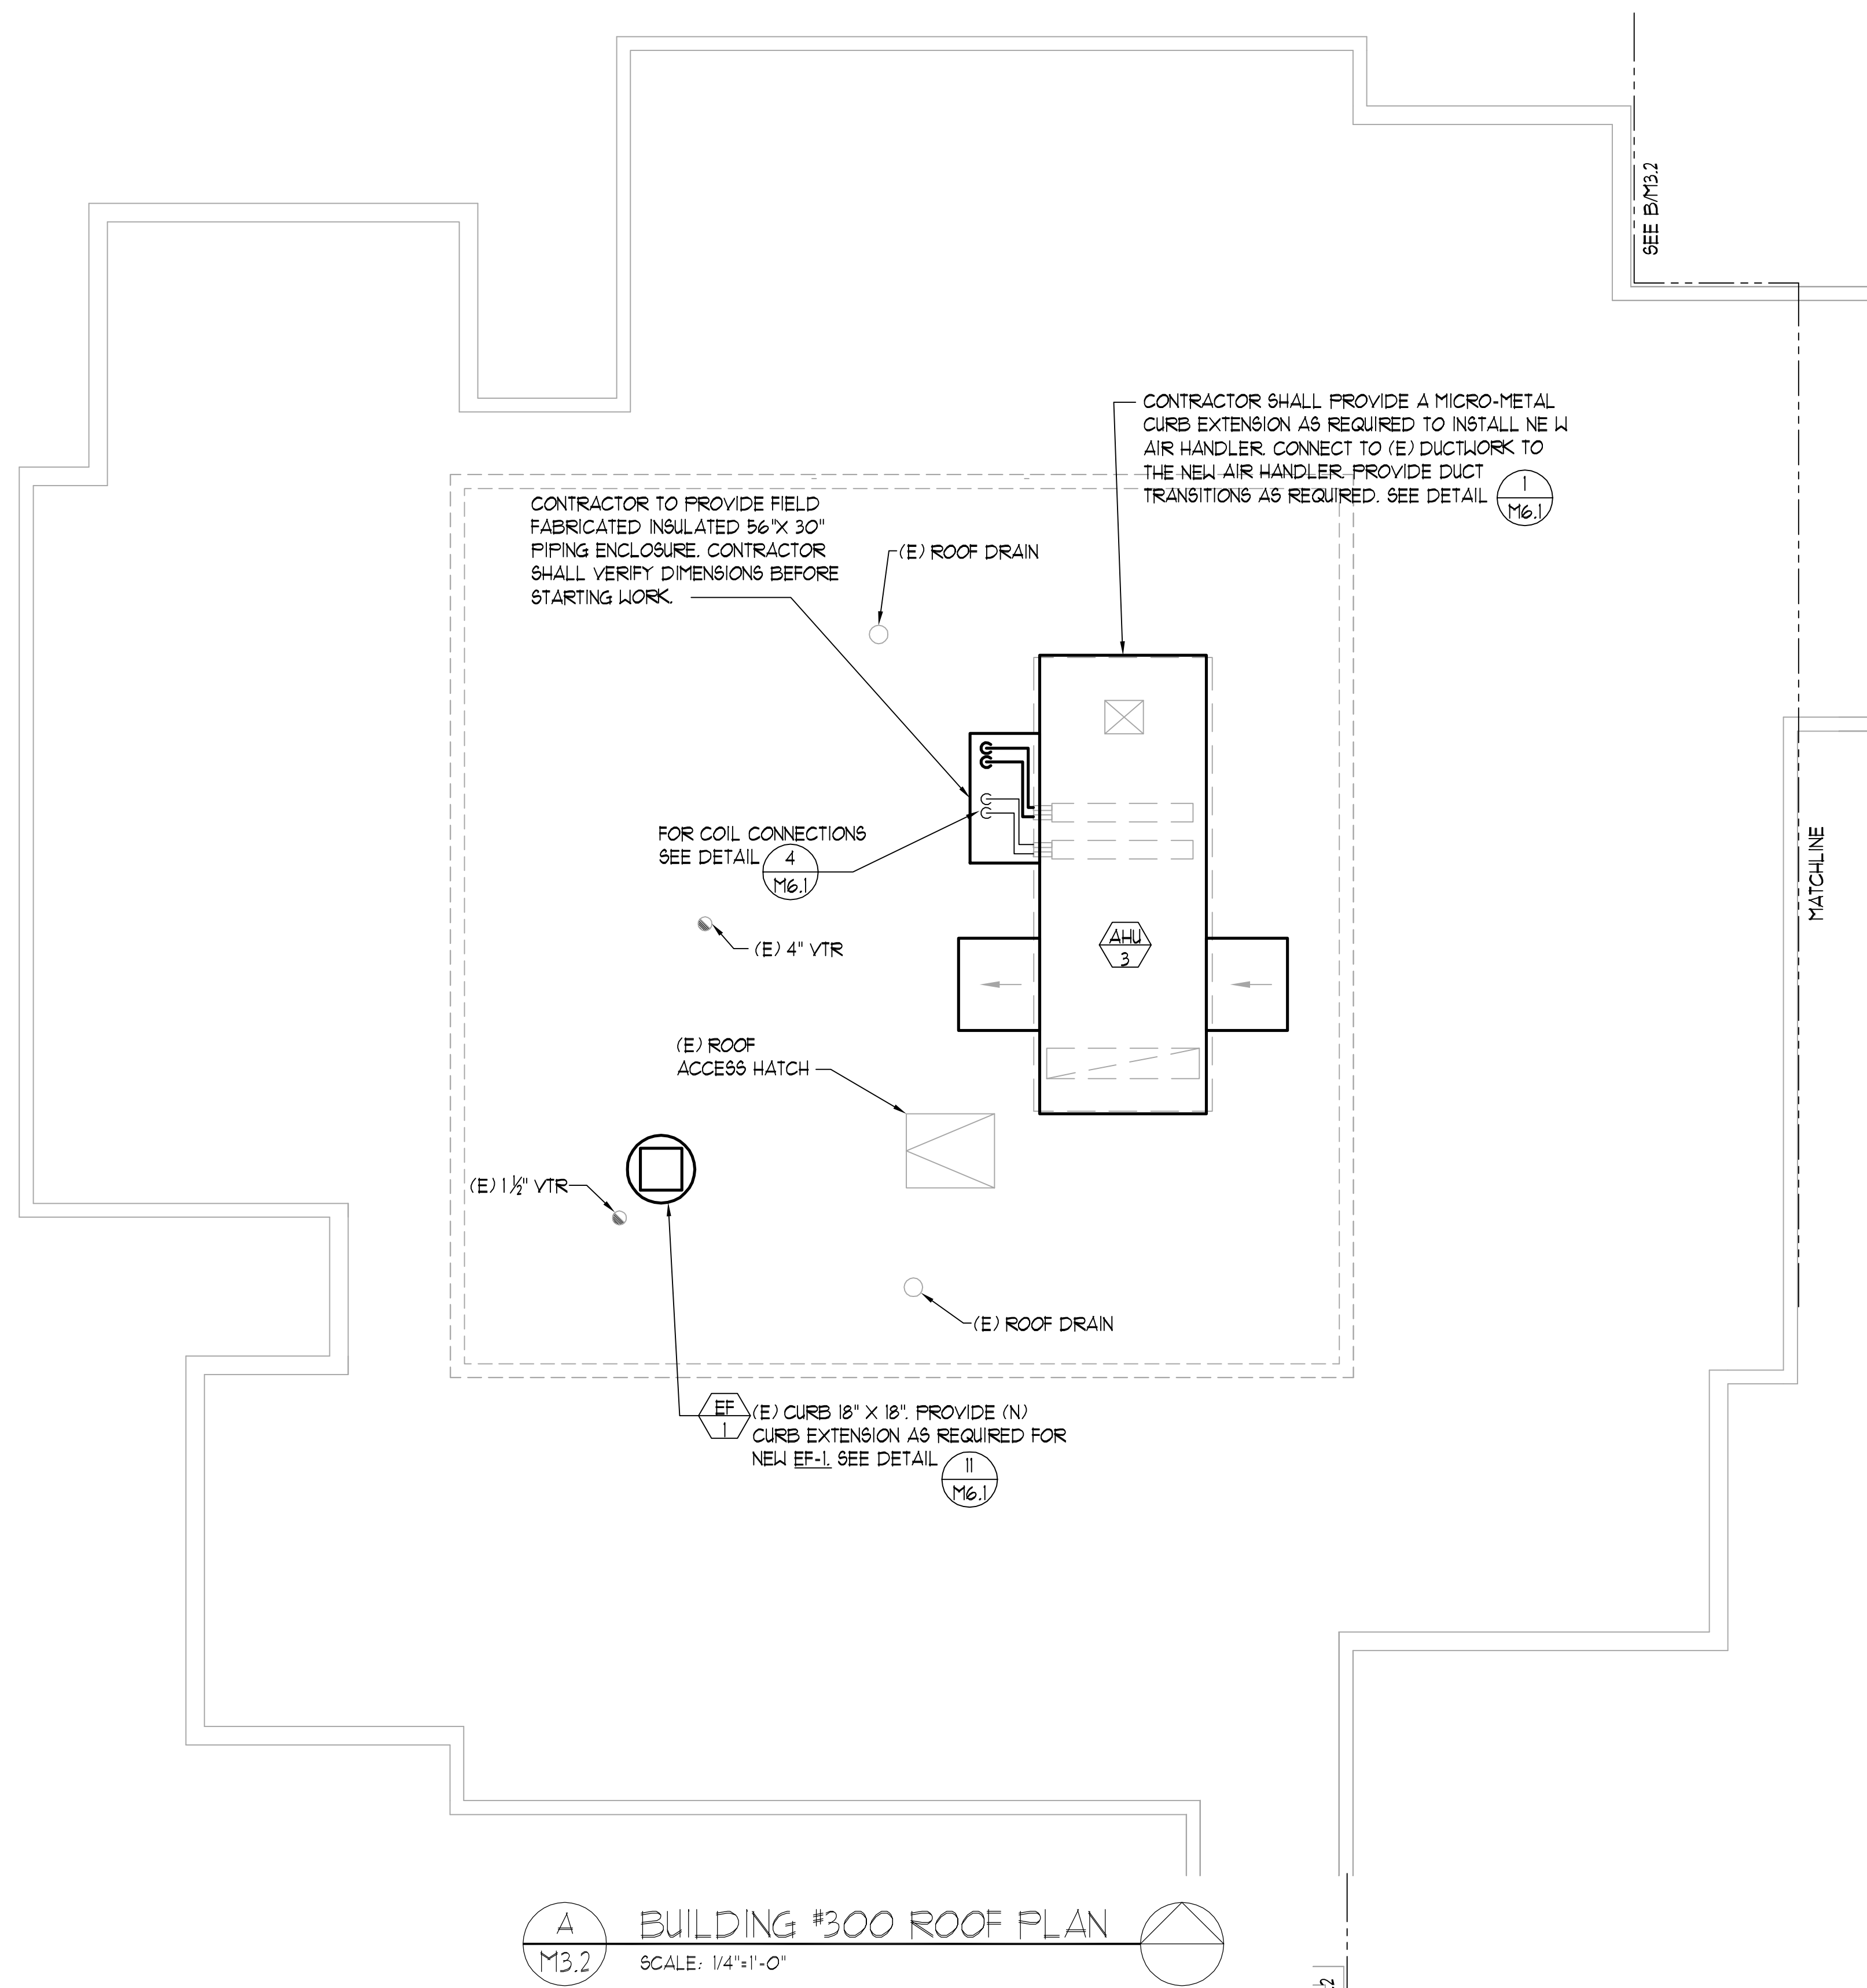 SEE B/M3.2
CONTRACTOR SHALL PROVIDE A MICRO-METAL
CURB EXTENSION AS REQUIRED TO INSTALL NE W
AIR HANDLER. CONNECT TO (E) DUCTWORK TO
THE NEW AIR HANDLER. PROVIDE DUCT
TRANSITIONS AS REQUIRED. SEE DETAIL
1
M6.1
CONTRACTOR TO PROVIDE FIELD
FABRICATED INSULATED 56"X 30"
PIPING ENCLOSURE. CONTRACTOR
SHALL VERIFY DIMENSIONS BEFORE
STARTING WORK.
(E) ROOF DRAIN
FOR COIL CONNECTIONS
SEE DETAIL
4
M6.1
MATCHLINE
(E) 4" VTR
AHU
3
(E) ROOF
ACCESS HATCH
(E) 1 1/2" VTR
(E) ROOF DRAIN
EF
1
(E) CURB 18" X 18". PROVIDE (N)
CURB EXTENSION AS REQUIRED FOR
NEW EF-1. SEE DETAIL
11
M6.1
A
M3.2
BUILDING #300 ROOF PLAN
SCALE: 1/4"=1'-0"
.2